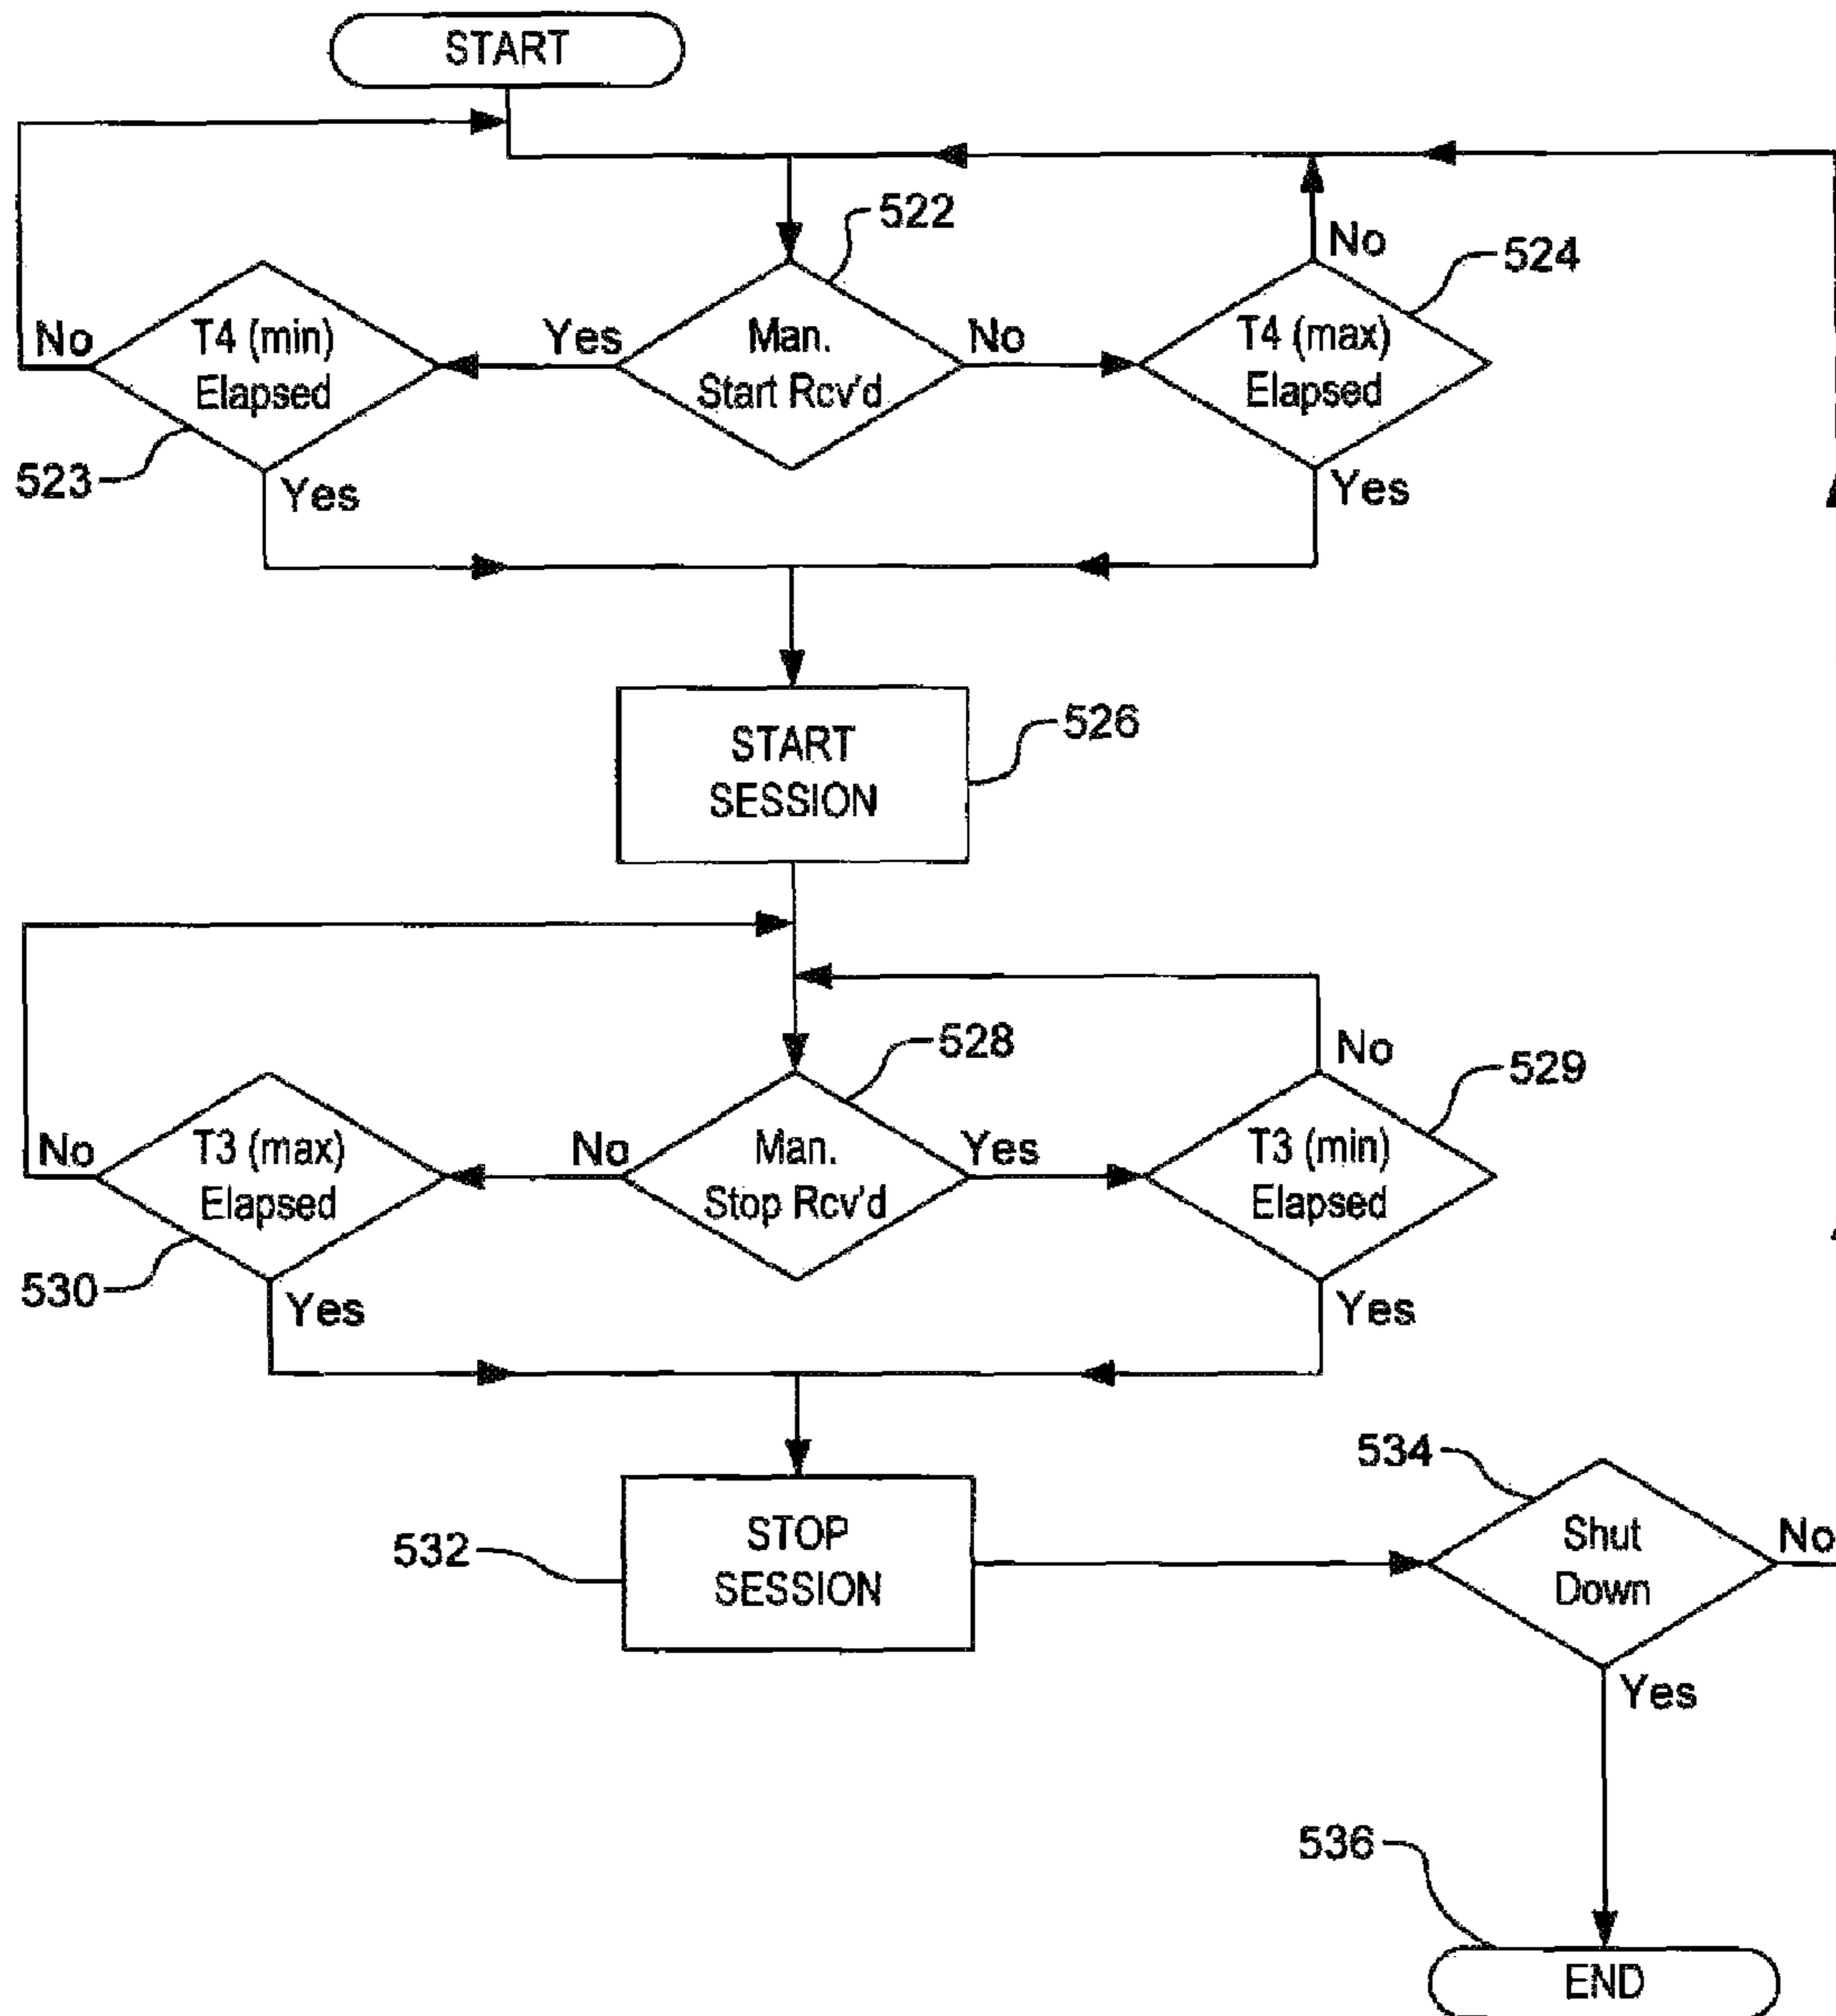 START
522
524
No
No
T4 (min)
Elapsed
Yes
Man.
Start Rcv'd
No
T4 (max)
Elapsed
523
Yes
Yes
START
SESSION
526
528
No
529
No
T3 (max)
Elapsed
No
Man.
Stop Rcv'd
Yes
T3 (min)
Elapsed
530
Yes
Yes
534
532
STOP
SESSION
Shut
Down
No
Yes
536
END